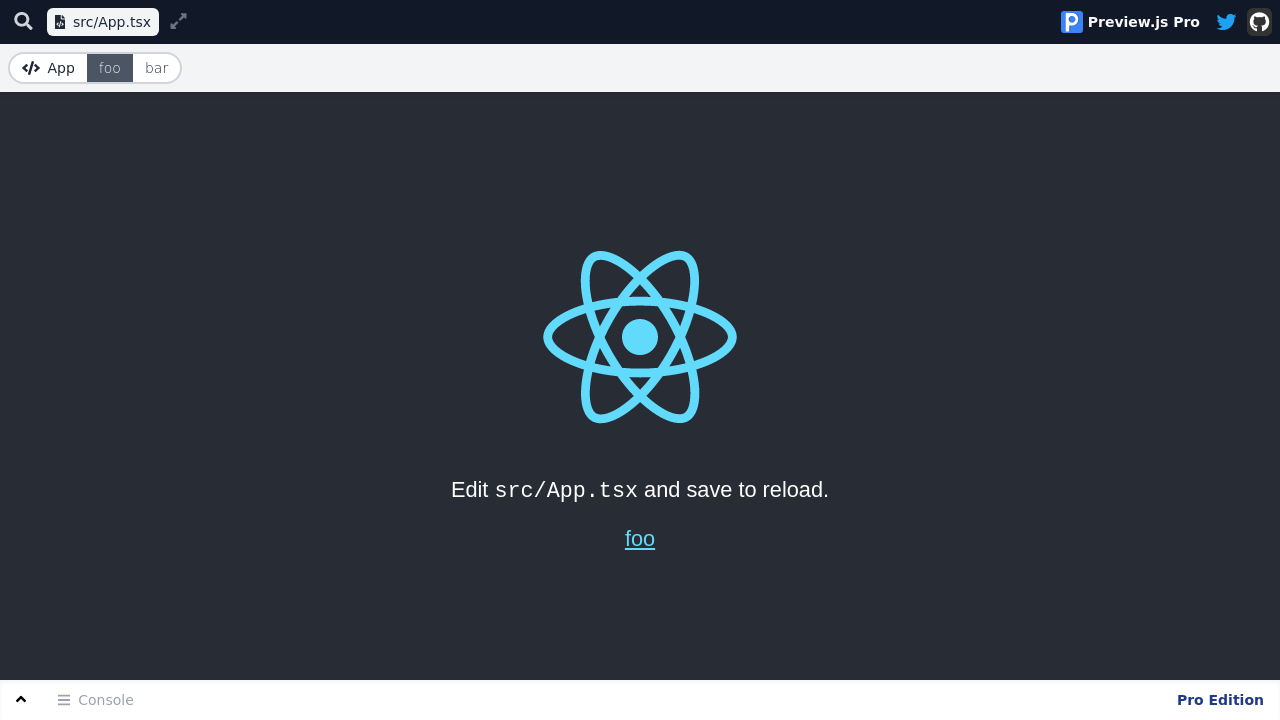 src/App.tsx
Preview.js Pro
App
foo
bar
Edit src/App.tsx and save to reload.
foo
Console
Pro Edition